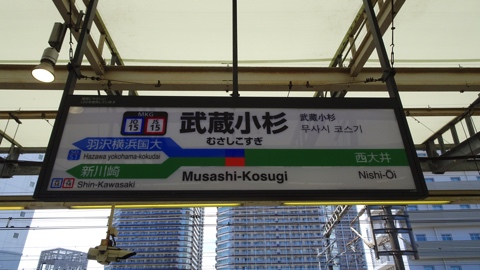 MKG
JO 15
JS 15
武蔵小杉
むさしこすぎ
武蔵小杉
무사시 코스기
羽沢横浜国大
Hazawa yokohama-kokudai
新川崎
Shin-Kawasaki
Musashi-Kosugi
西大井
Nishi-Ōi